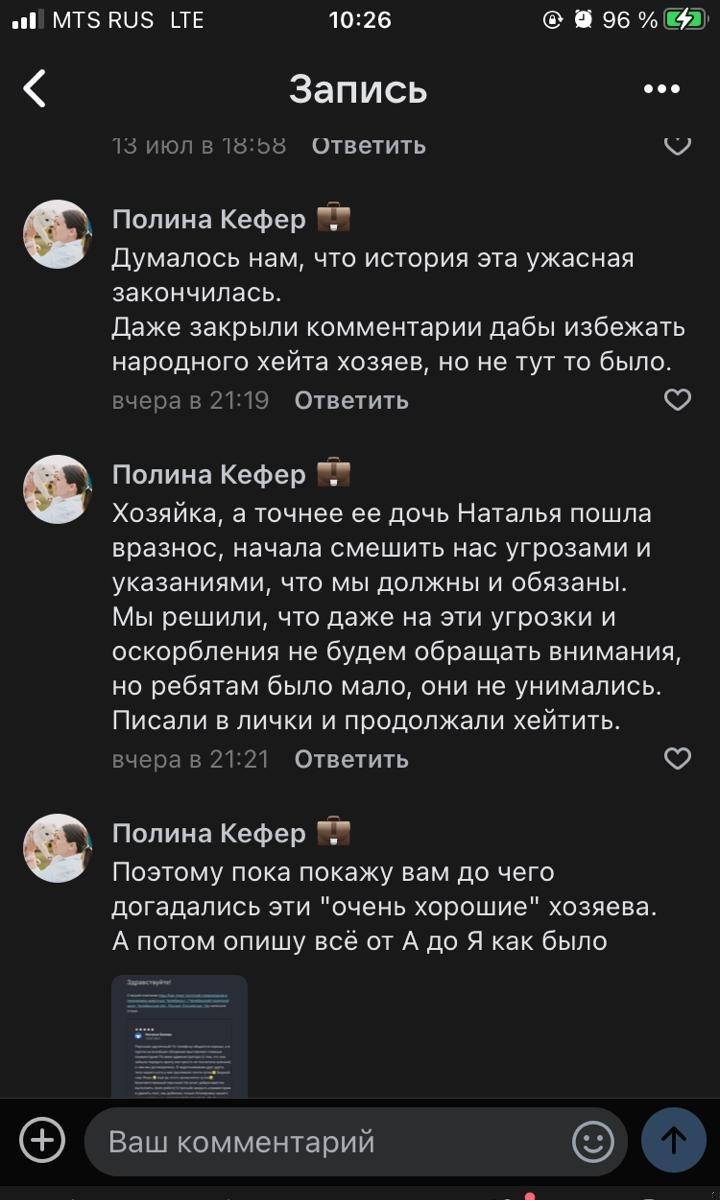 MTS RUS LTE 10:26 96 %
Запись
13 июл в 18:58 Ответить
Полина Кефер
Думалось нам, что история эта ужасная
закончилась.
Даже закрыли комментарии дабы избежать
народного хейта хозяев, но не тут то было.
вчера в 21:19 Ответить
Полина Кефер
Хозяйка, а точнее ее дочь Наталья пошла
вразнос, начала смешить нас угрозами и
указаниями, что мы должны и обязаны.
Мы решили, что даже на эти угрозки и
оскорбления не будем обращать внимания,
но ребятам было мало, они не унимались.
Писали в лички и продолжали хейтить.
вчера в 21:21 Ответить
Полина Кефер
Поэтому пока покажу вам до чего
догадались эти "очень хорошие" хозяева.
А потом опишу всё от А до Я как было
Здравствуйте!
Ваш комментарий